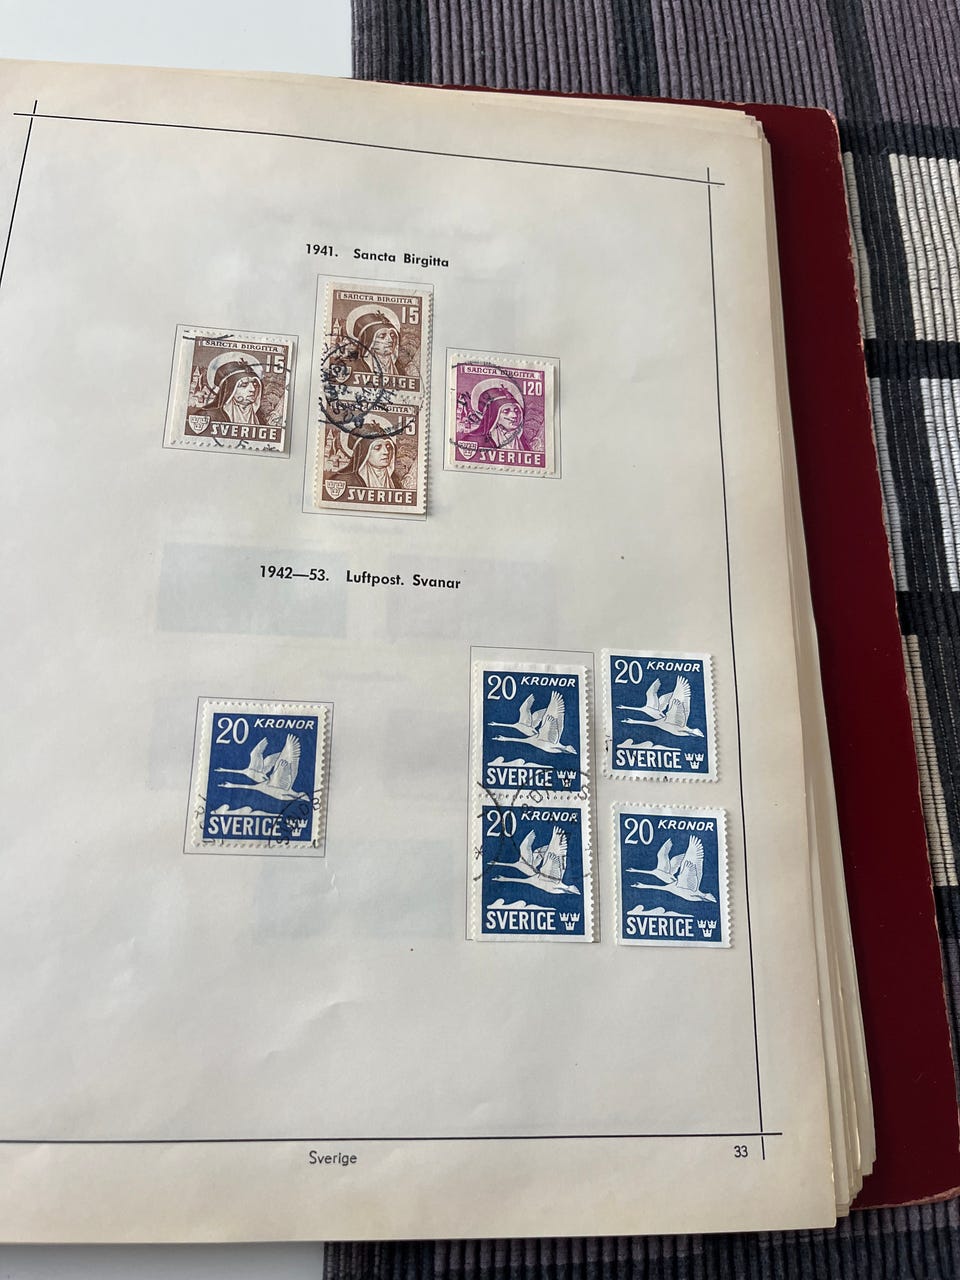 1941. Sancta Birgitta
SANCTA BIRGITTA
15
SVERIGE
SANCTA BIRGITTA
15
SVERIGE
5
SVERIGE
SANCTA BIRGITTA
120
SVERIGE
1942—53. Luftpost. Svanar
20 KRONOR
SVERIGE
20 KRONOR
SVERIGE
20 KRONOR
SVERIGE
20 KRONOR
SVERIGE
20 KRONOR
SVERIGE
Sverige
33